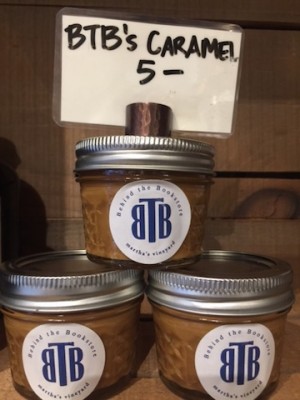 BTB's CARAMEL
5 —
Behind the Bookstore
BTB
martha's vineyard
Behind the Bookstore
BTB
martha's vineyard
Behind the Bookstore
BTB
martha's vineyard